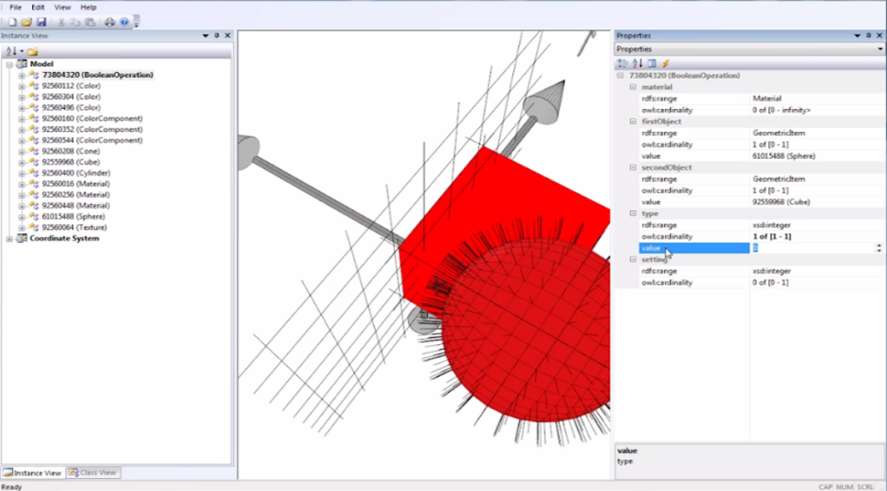 File Edit View Help
Instance View
Model
73804320 (BooleanOperation)
92560112 (Color)
92560304 (Color)
92560496 (Color)
92560160 (ColorComponent)
92560352 (ColorComponent)
92560544 (ColorComponent)
92560208 (Cone)
92559968 (Cube)
92560400 (Cylinder)
92560016 (Material)
92560256 (Material)
92560448 (Material)
61015488 (Sphere)
92560064 (Texture)
Coordinate System
Instance View Class View
Ready
Properties
Properties
73804320 (BooleanOperation)
material
rdfs:range Material
owl:cardinality 0 of [0 - infinity>
firstObject
rdfs:range GeometricItem
owl:cardinality 1 of [0 - 1]
value 61015488 (Sphere)
secondObject
rdfs:range GeometricItem
owl:cardinality 1 of [0 - 1]
value 92559968 (Cube)
type
rdfs:range xsd:integer
owl:cardinality 1 of [1 - 1]
value
setting
rdfs:range xsd:integer
owl:cardinality 0 of [0 - 1]
value
type
CAP NUM SCRL